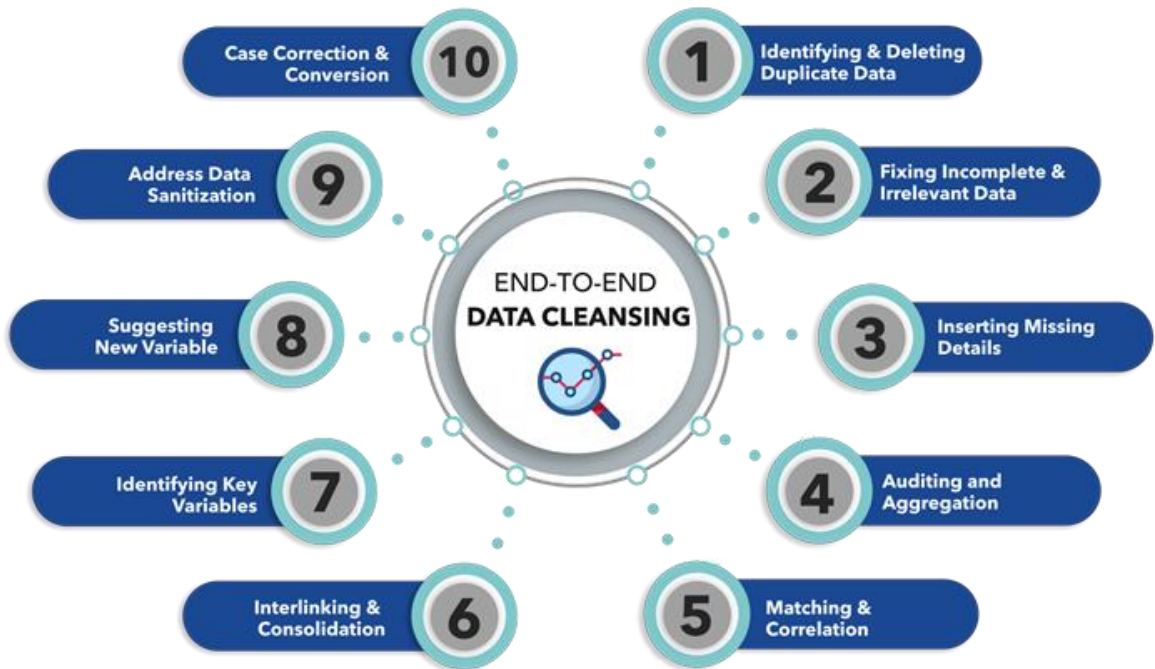 END-TO-END
DATA CLEANSING
1
Identifying & Deleting
Duplicate Data
2
Fixing Incomplete &
Irrelevant Data
3
Inserting Missing
Details
4
Auditing and
Aggregation
5
Matching &
Correlation
6
Interlinking &
Consolidation
7
Identifying Key
Variables
8
Suggesting
New Variable
9
Address Data
Sanitization
10
Case Correction &
Conversion